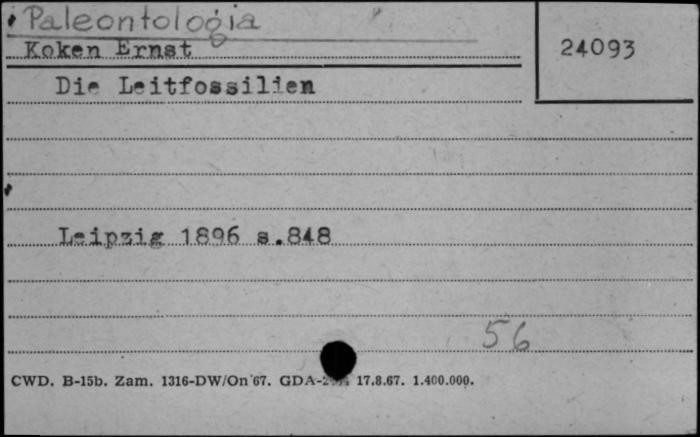 Paleontologia
Koken Ernst
24093
Die Leitfossilien
Leipzig 1896 s.848
56
CWD. B-15b. Zam. 1316-DW/On 67. GDA- 17.8.67. 1.400.000.